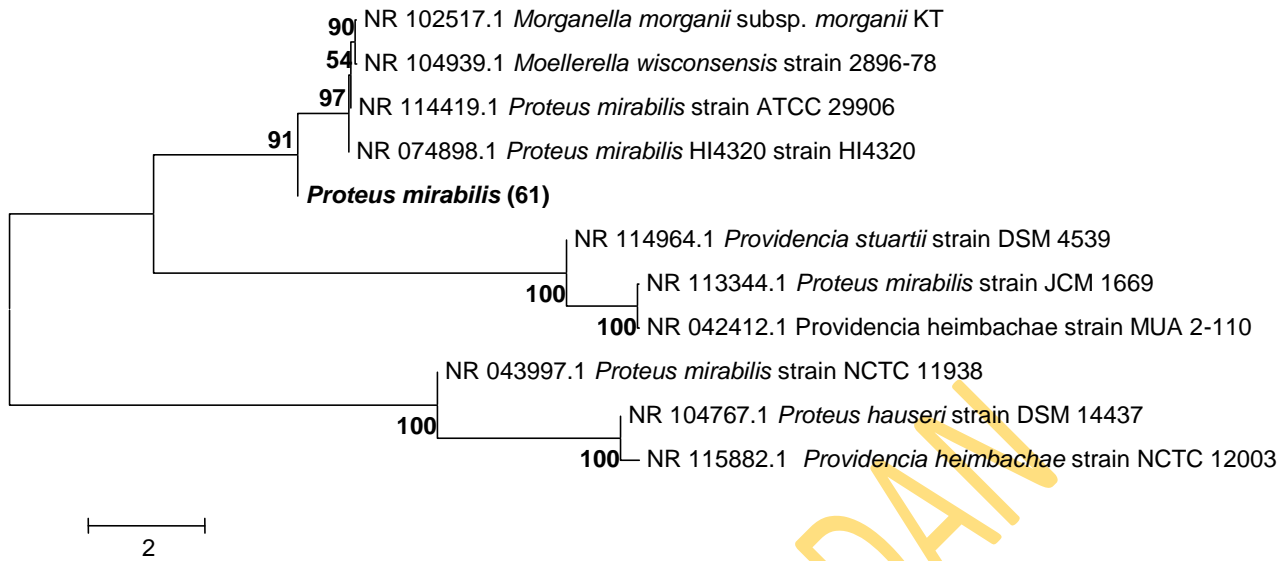 NR 102517.1 Morganella morganii subsp. morganii KT
90
NR 104939.1 Moellerella wisconsensis strain 2896-78
54
NR 114419.1 Proteus mirabilis strain ATCC 29906
97
NR 074898.1 Proteus mirabilis HI4320 strain HI4320
91
Proteus mirabilis (61)
NR 114964.1 Providencia stuartii strain DSM 4539
NR 113344.1 Proteus mirabilis strain JCM 1669
100
NR 042412.1 Providencia heimbachae strain MUA 2-110
100
NR 043997.1 Proteus mirabilis strain NCTC 11938
NR 104767.1 Proteus hauseri strain DSM 14437
100
NR 115882.1 Providencia heimbachae strain NCTC 12003
100
2
DAN